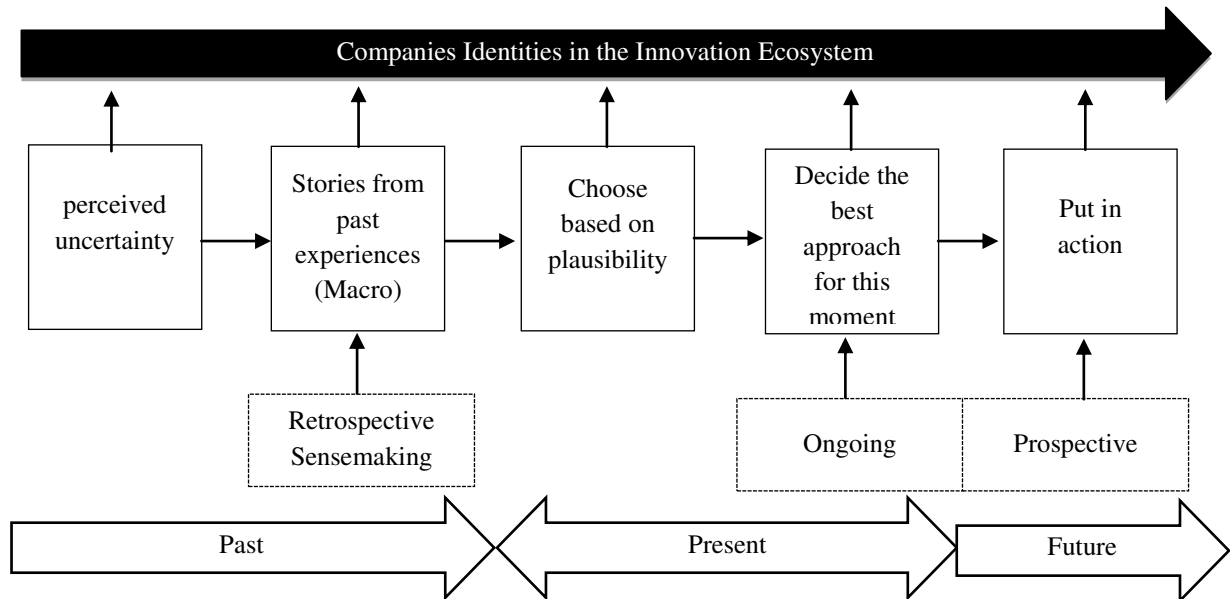 Companies Identities in the Innovation Ecosystem
perceived
uncertainty
Stories from
past
experiences
(Macro)
Choose
based on
plausibility
Decide the
best
approach
for this
moment
Put in
action
Retrospective
Sensemaking
Ongoing
Prospective
Past
Present
Future